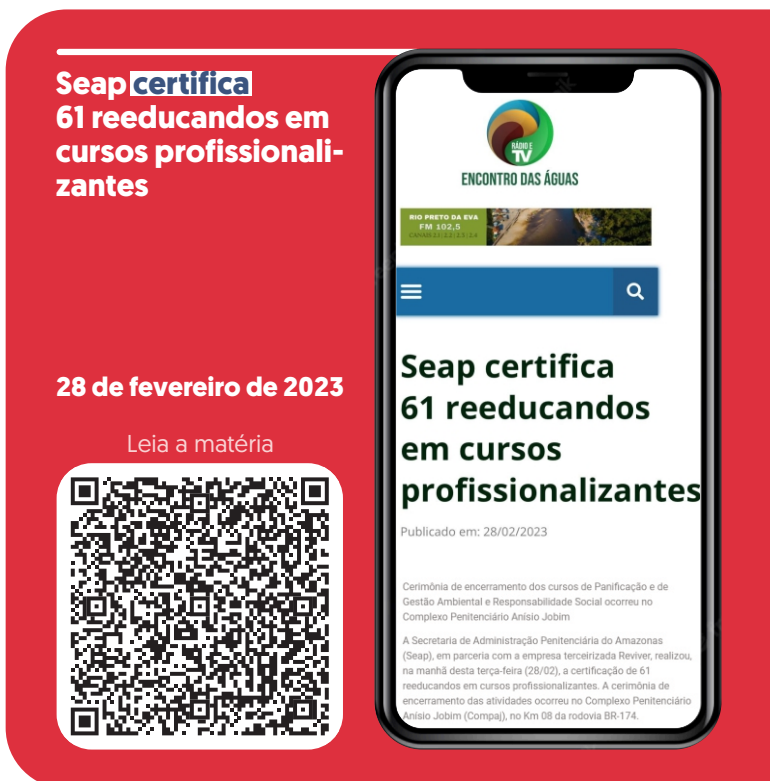 Seap certifica
61 reeducandos em
cursos profissionali-
zantes
28 de fevereiro de 2023
Leia a matéria
RÁDIO E
TV
ENCONTRO DAS ÁGUAS
RIO PRETO DA EVA
FM 102,5
Seap certifica
61 reeducandos
em cursos
profissionalizantes
Publicado em: 28/02/2023
Cerimônia de encerramento dos cursos de Panificação e de
Gestão Ambiental e Responsabilidade Social ocorreu no
Complexo Penitenciário Anísio Jobim
A Secretaria de Administração Penitenciária do Amazonas
(Seap), em parceria com a empresa terceirizada Reviver, realizou,
na manhã desta terça-feira (28/02), a certificação de 61
reeducandos em cursos profissionalizantes. A cerimônia de
encerramento das atividades ocorreu no Complexo Penitenciário
Anísio Jobim (Compaj), no Km 08 da rodovia BR-174.